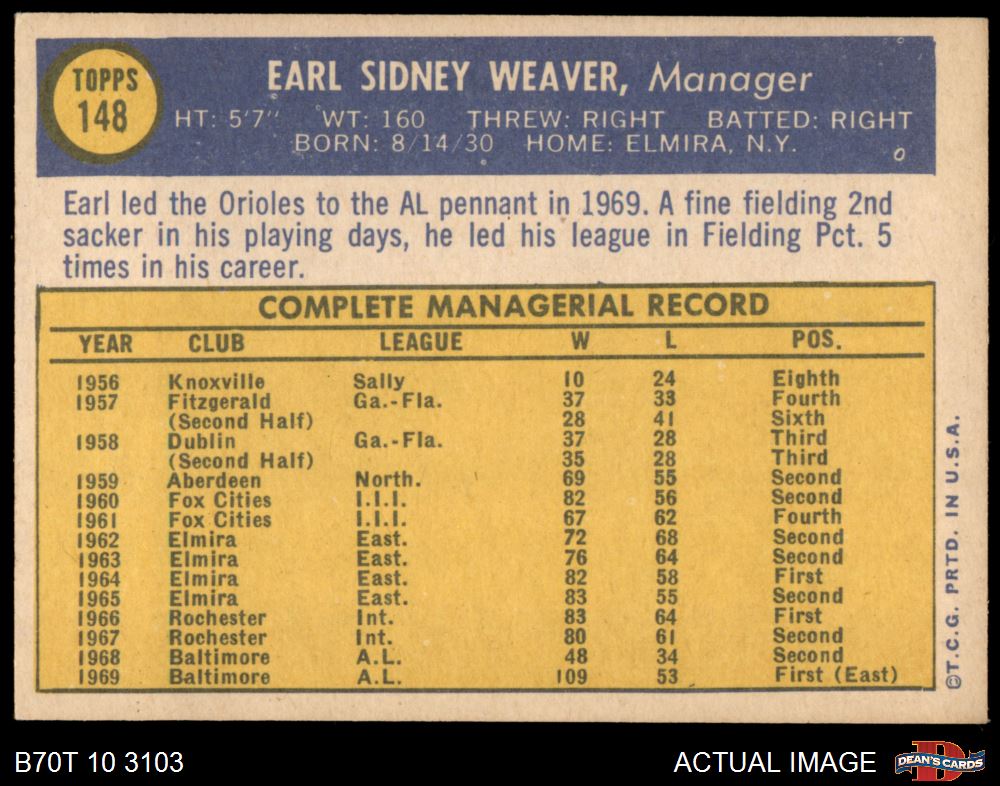 TOPPS
148
EARL SIDNEY WEAVER, Manager
HT: 5'7" WT: 160 THREW: RIGHT BATTED: RIGHT
BORN: 8/14/30 HOME: ELMIRA, N.Y.
Earl led the Orioles to the AL pennant in 1969. A fine fielding 2nd
sacker in his playing days, he led his league in Fielding Pct. 5
times in his career.
COMPLETE MANAGERIAL RECORD
YEAR CLUB LEAGUE W L POS.
1956 Knoxville Sally 10 24 Eighth
1957 Fitzgerald Ga.-Fla. 37 33 Fourth
(Second Half) 28 41 Sixth
1958 Dublin Ga.-Fla. 37 28 Third
(Second Half) 35 28 Third
1959 Aberdeen North. 69 55 Second
1960 Fox Cities I.I.I. 82 56 Second
1961 Fox Cities I.I.I. 67 62 Fourth
1962 Elmira East. 72 68 Second
1963 Elmira East. 76 64 Second
1964 Elmira East. 82 58 First
1965 Elmira East. 83 55 Second
1966 Rochester Int. 83 64 First
1967 Rochester Int. 80 61 Second
1968 Baltimore A.L. 48 34 Second
1969 Baltimore A.L. 109 53 First (East)
©T.C.G. PRTD. IN U.S.A.
B70T 10 3103
ACTUAL IMAGE
D
DEAN'S CARDS